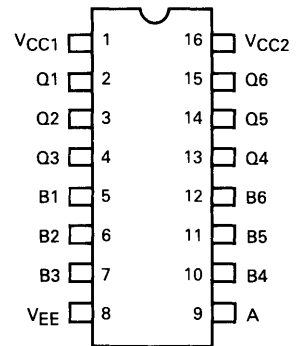 VCC1 1 16 VCC2
Q1 2 15 Q6
Q2 3 14 Q5
Q3 4 13 Q4
B1 5 12 B6
B2 6 11 B5
B3 7 10 B4
VEE 8 9 A